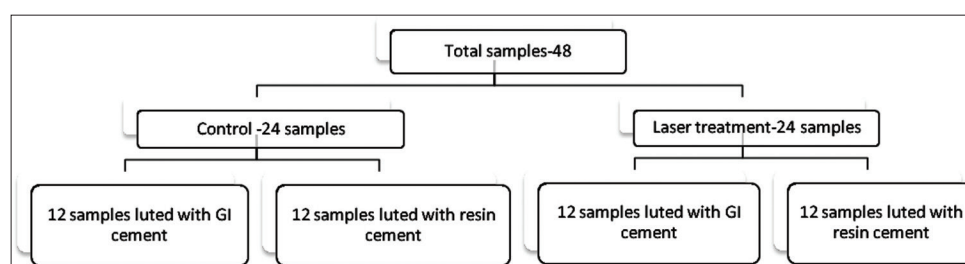 Total samples-48
Control -24 samples
Laser treatment-24 samples
12 samples luted with GI
cement
12 samples luted with resin
cement
12 samples luted with GI
cement
12 samples luted with
resin cement